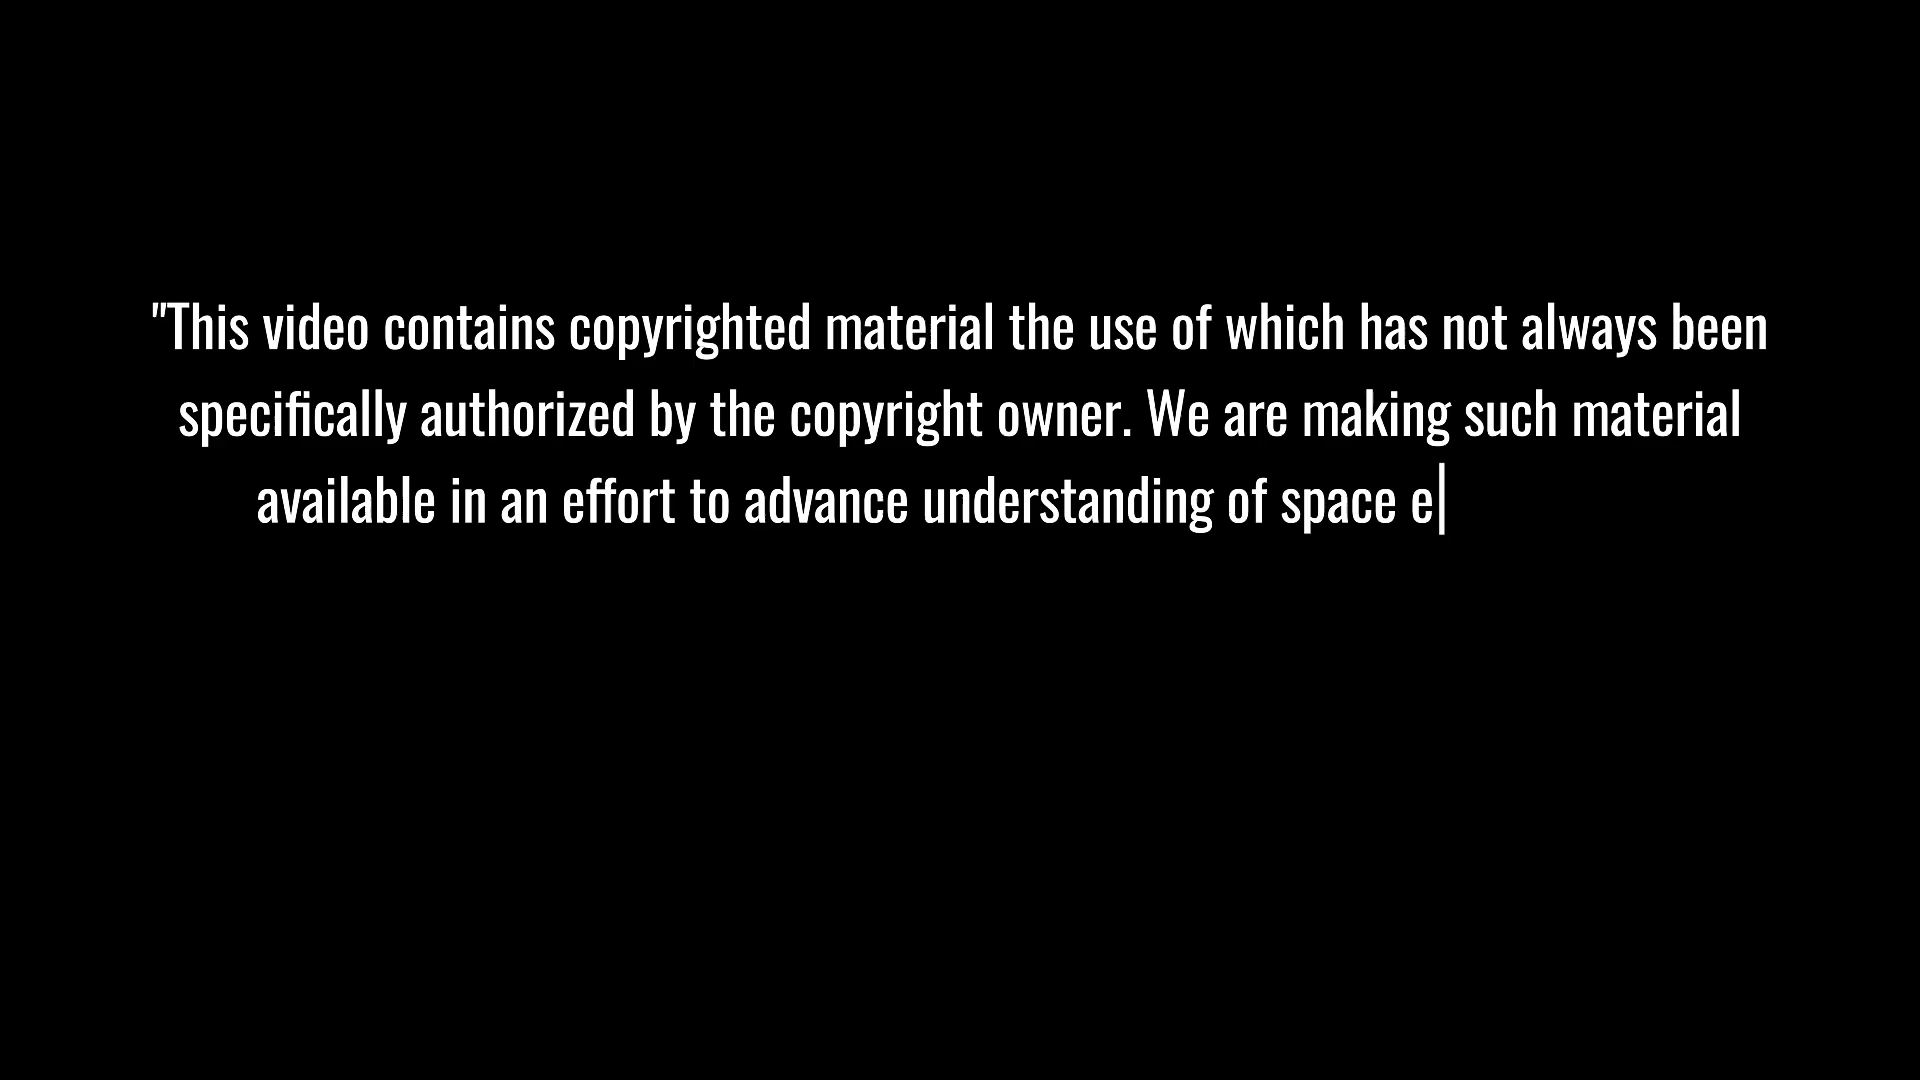 "This video contains copyrighted material the use of which has not always been
specifically authorized by the copyright owner. We are making such material
available in an effort to advance understanding of space e